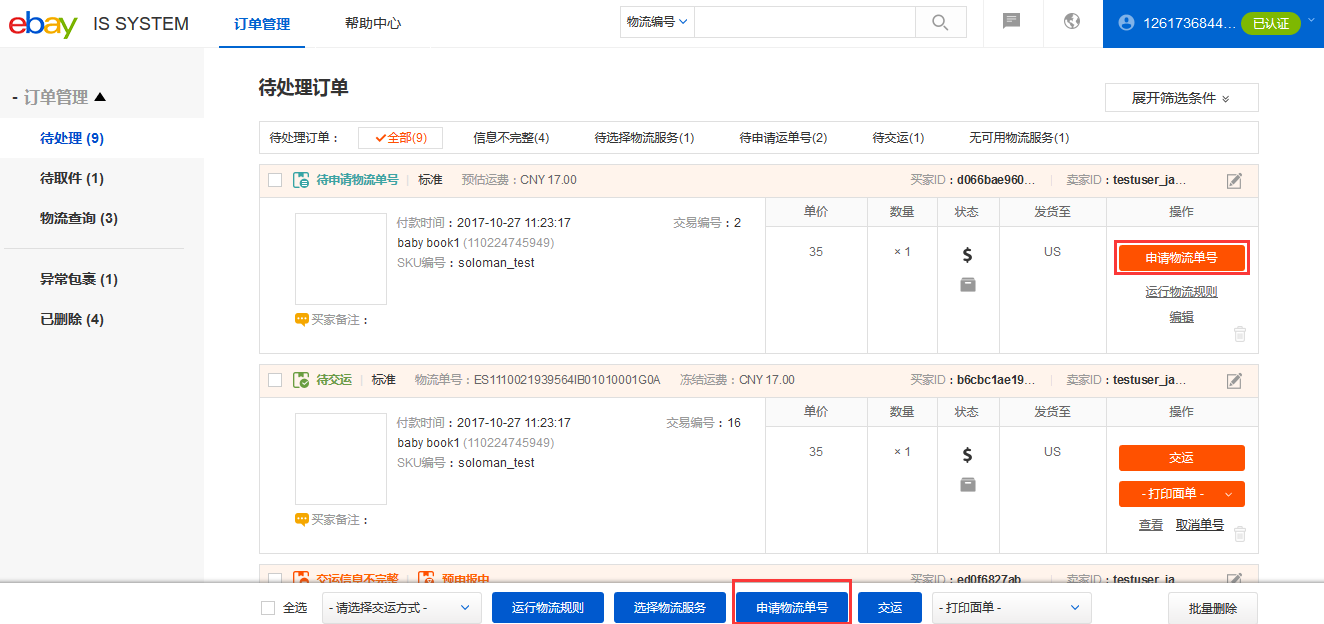 ebay IS SYSTEM 订单管理 帮助中心 物流编号 1261736844... 已认证
- 订单管理
待处理 (9)
待取件 (1)
物流查询 (3)
异常包裹 (1)
已删除 (4)
待处理订单
展开筛选条件
待处理订单： 全部(9) 信息不完整(4) 待选择物流服务(1) 待申请运单号(2) 待交运(1) 无可用物流服务(1)
待申请物流单号 标准 预估运费：CNY 17.00 买家ID：d066bae960... 卖家ID：testuser_ja...
单价 数量 状态 发货至 操作
付款时间：2017-10-27 11:23:17 交易编号：2
baby book1 (110224745949)
SKU编号：soloman_test
35 × 1 $ US
申请物流单号
运行物流规则
编辑
买家备注：
待交运 标准 物流单号：ES1110021939564IB01010001G0A 冻结运费：CNY 17.00 买家ID：b6cbc1ae19... 卖家ID：testuser_ja...
单价 数量 状态 发货至 操作
付款时间：2017-10-27 11:23:17 交易编号：16
baby book1 (110224745949)
SKU编号：soloman_test
35 × 1 $ US
交运
- 打印面单 -
查看 取消单号
买家备注：
交运信息不完整 预申报中 买家ID：ed0f6827ab... 卖家ID：testuser_ja...
全选 - 请选择交运方式 - 运行物流规则 选择物流服务 申请物流单号 交运 - 打印面单 - 批量删除